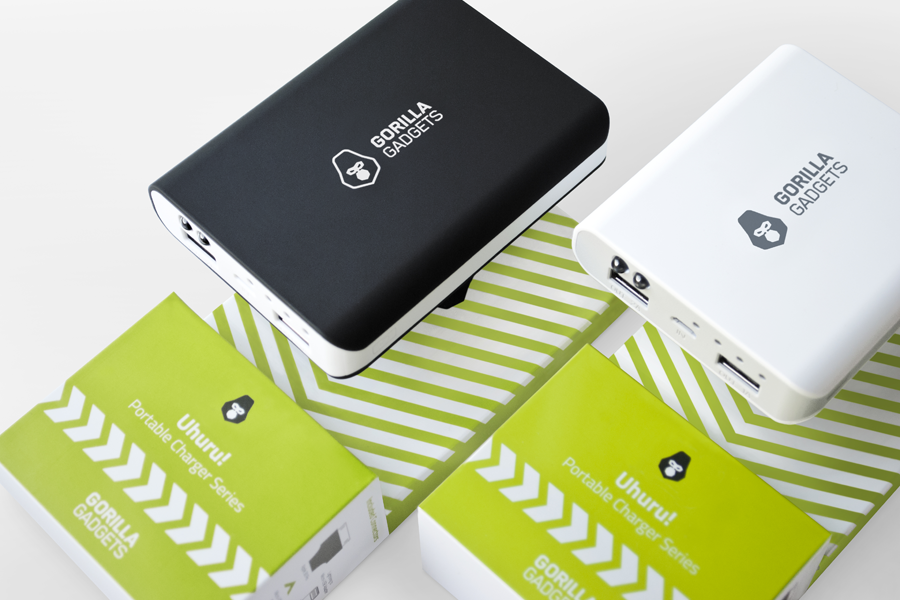 GORILLA
GADGETS
GORILLA
GADGETS
Uhuru!
Portable Charger Series
GORILLA
GADGETS
Uhuru!
Portable Charger Series
GORILLA
GADGETS